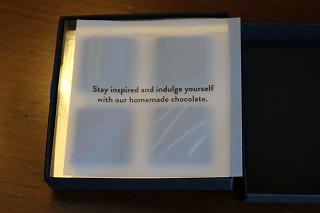 Stay inspired and indulge yourself
with our homemade chocolate.